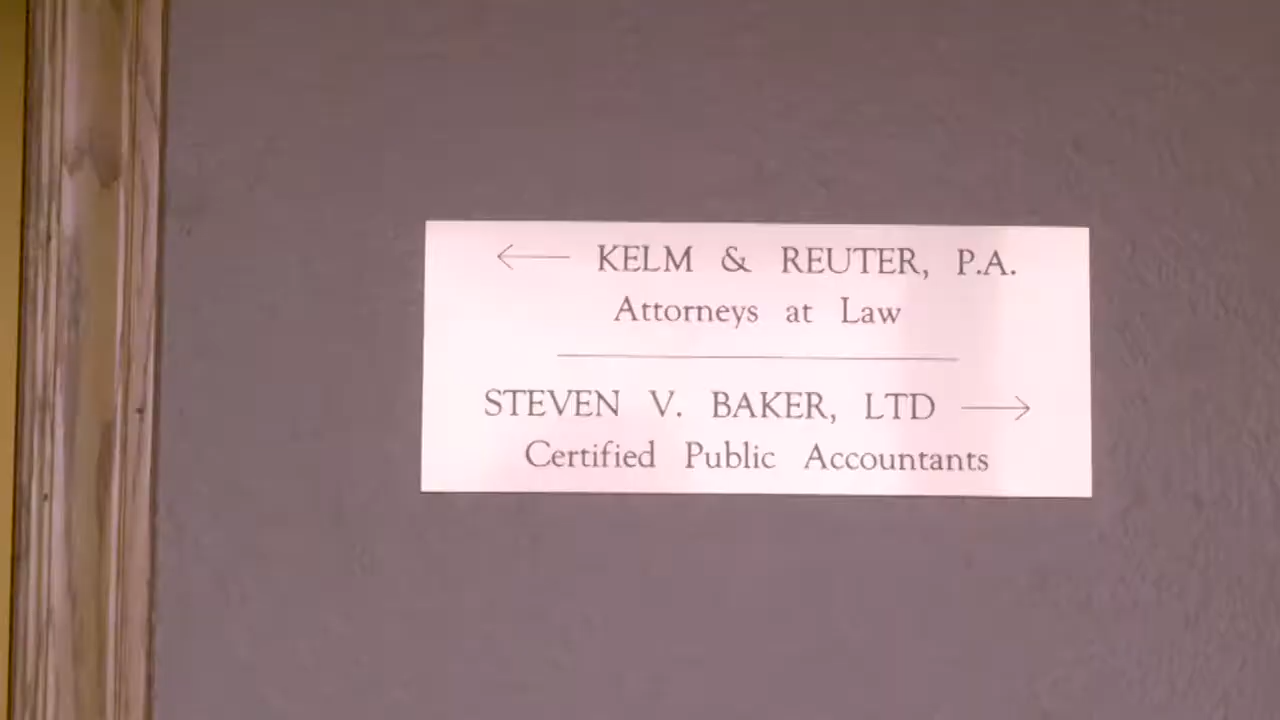 ← KELM & REUTER, P.A.
Attorneys at Law
STEVEN V. BAKER, LTD →
Certified Public Accountants